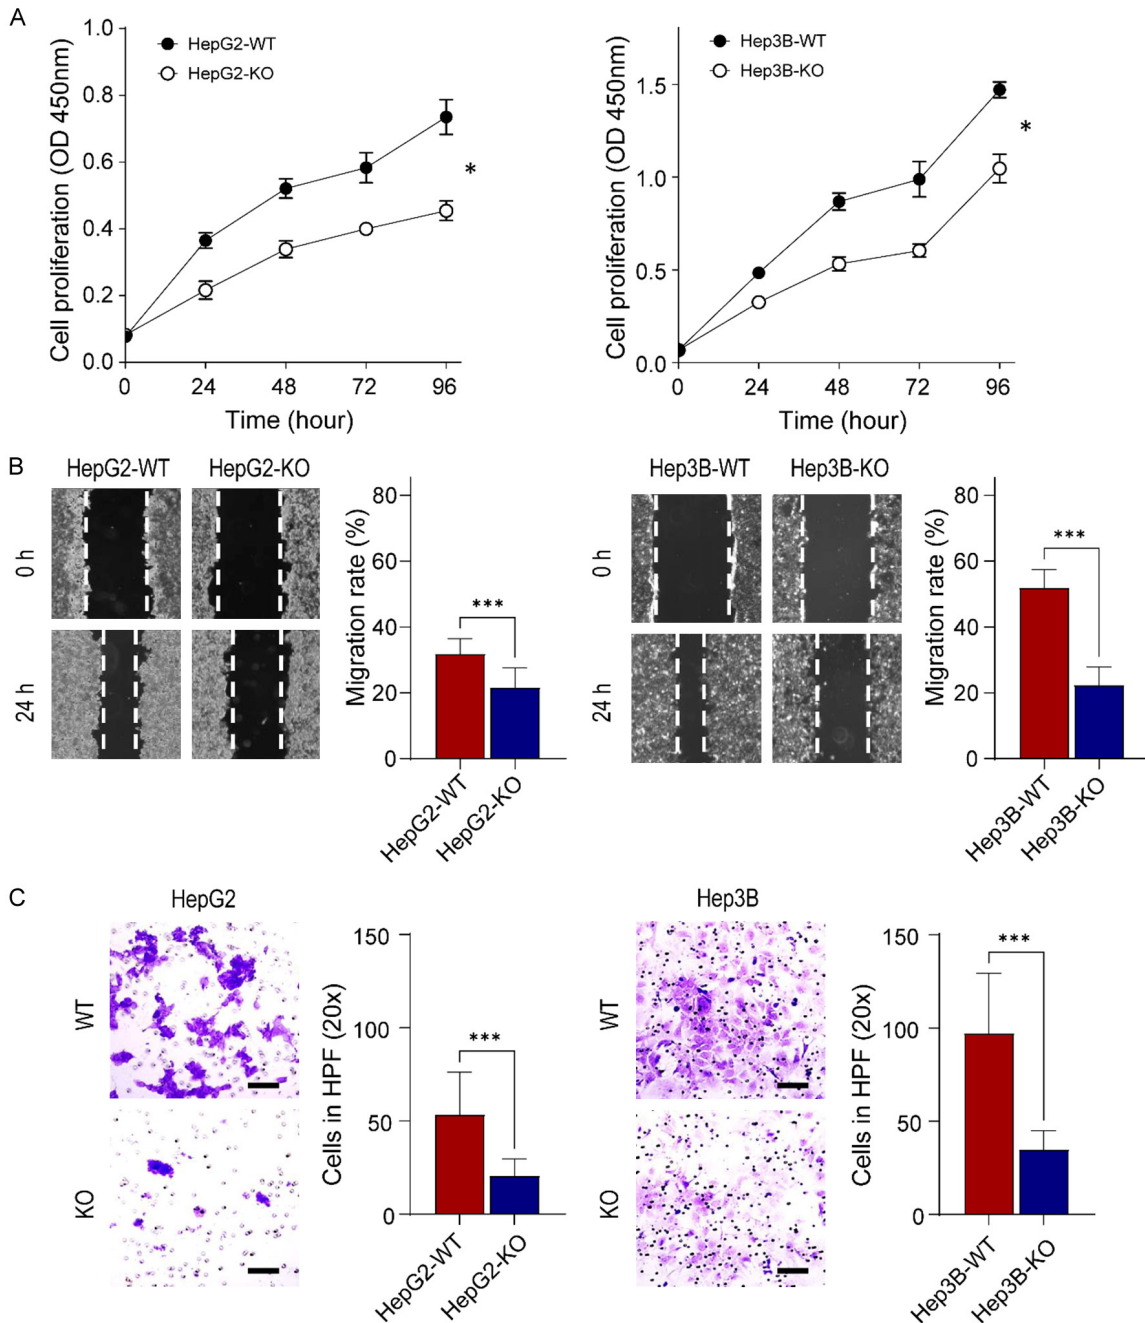 A
1.0
0.8
0.6
0.4
0.2
0.0
0 24 48 72 96
Cell proliferation (OD 450nm)
Time (hour)
HepG2-WT
HepG2-KO
*
1.5
1.0
0.5
0.0
0 24 48 72 96
Cell proliferation (OD 450nm)
Time (hour)
Hep3B-WT
Hep3B-KO
*
B
HepG2-WT HepG2-KO
0 h
24 h
Migration rate (%)
80
60
40
20
0
***
HepG2-WT
HepG2-KO
Hep3B-WT Hep3B-KO
0 h
24 h
Migration rate (%)
80
60
40
20
0
***
Hep3B-WT
Hep3B-KO
C
HepG2
WT
KO
Cells in HPF (20x)
150
100
50
0
***
HepG2-WT
HepG2-KO
Hep3B
WT
KO
Cells in HPF (20x)
150
100
50
0
***
Hep3B-WT
Hep3B-KO